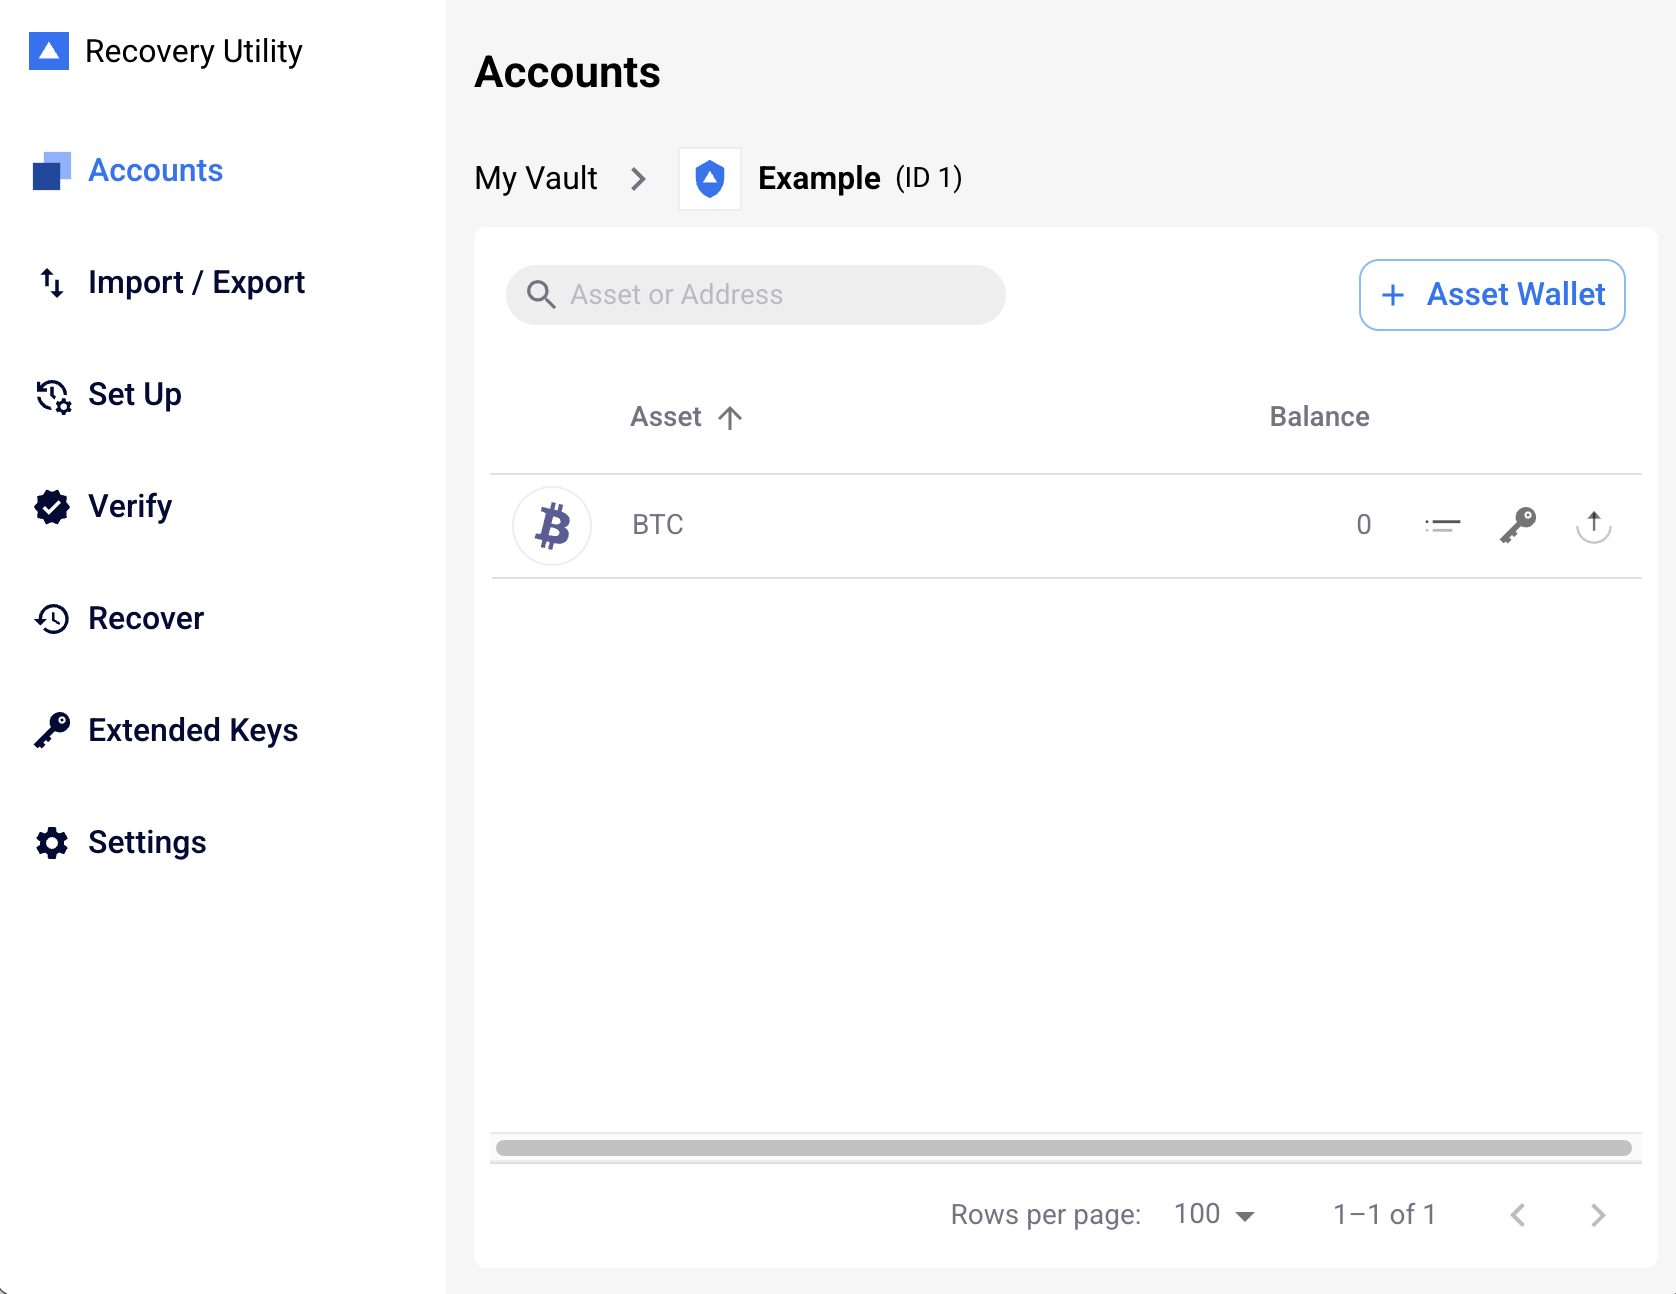 Recovery Utility
Accounts
Import / Export
Set Up
Verify
Recover
Extended Keys
Settings
Accounts
My Vault > Example (ID 1)
Asset or Address
+ Asset Wallet
Asset ↑ Balance
BTC 0
Rows per page: 100 1–1 of 1